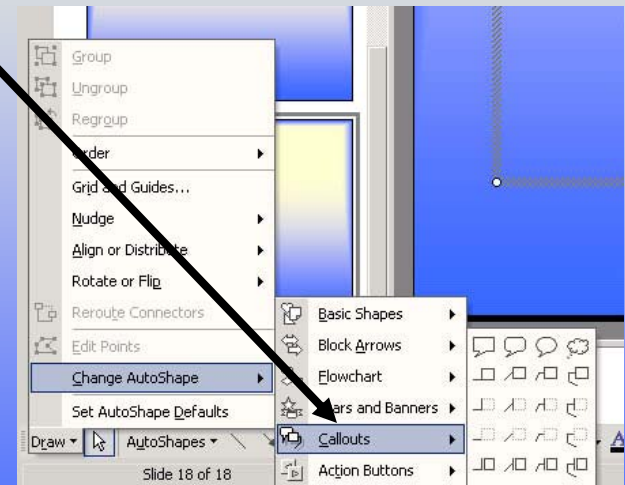 Group
Ungroup
Regroup
Order
Grid and Guides...
Nudge
Align or Distribute
Rotate or Flip
Reroute Connectors
Edit Points
Change AutoShape
Set AutoShape Defaults
Basic Shapes
Block Arrows
Flowchart
Stars and Banners
Callouts
Action Buttons
Draw
AutoShapes
A
Slide 18 of 18